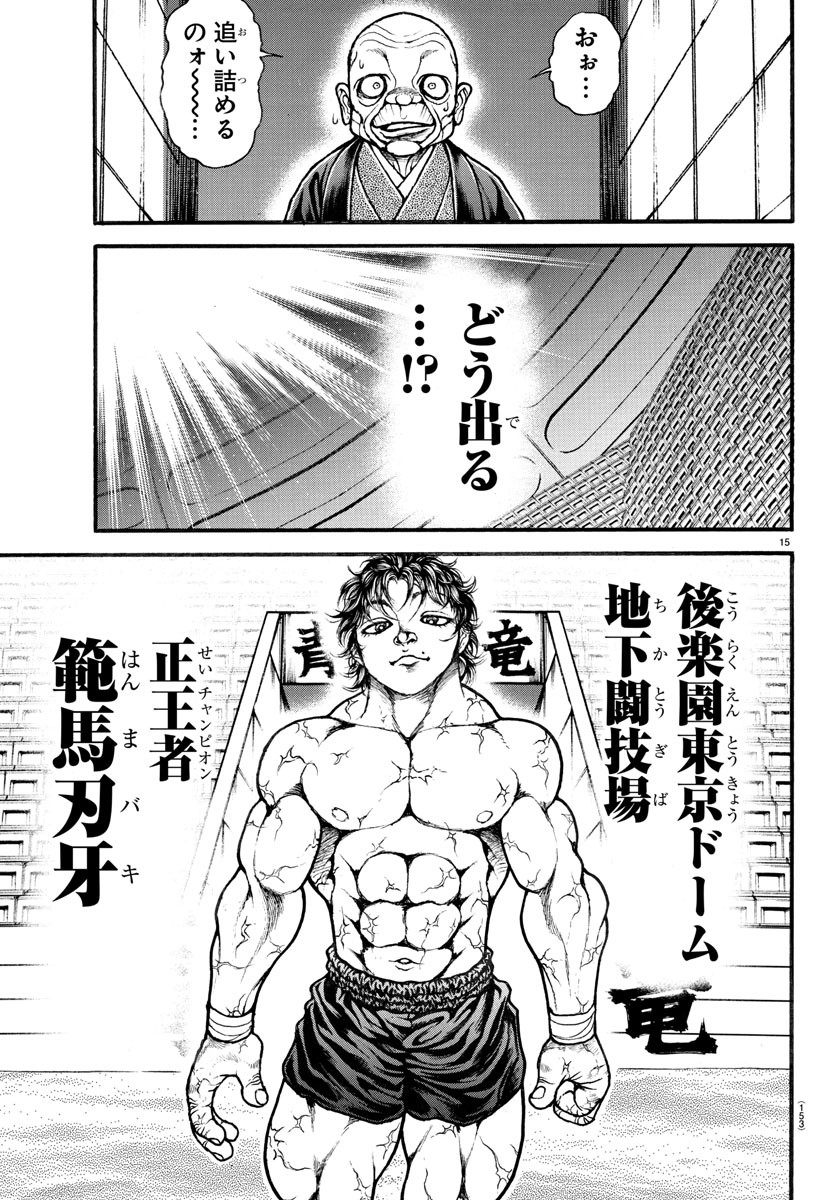 おぉ…
追い詰める
のォ〜〜〜…
どう出る
…!?
15
後楽園東京ドーム
地下闘技場
正王者
範馬刃牙
青竜
竜
(153)